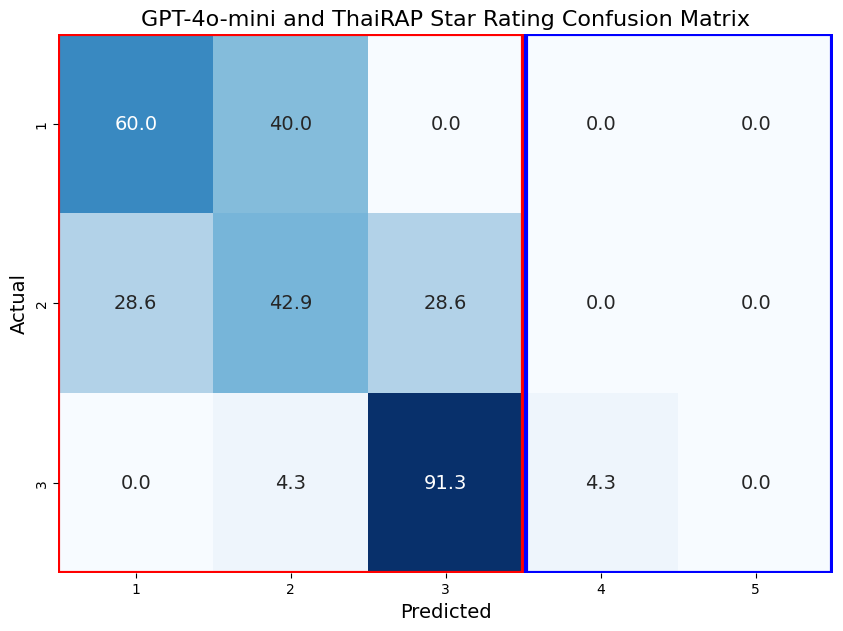 GPT-4o-mini and ThaiRAP Star Rating Confusion Matrix
Actual
1
60.0 40.0 0.0 0.0 0.0
2
28.6 42.9 28.6 0.0 0.0
3
0.0 4.3 91.3 4.3 0.0
1 2 3 4 5
Predicted